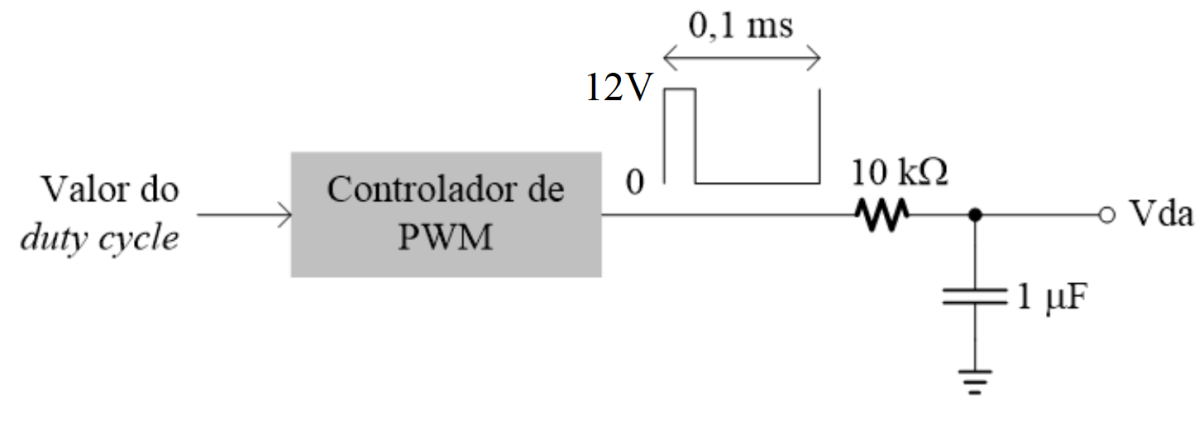 0,1 ms
12V
0
10 kΩ
Valor do
duty cycle
Controlador de
PWM
Vda
1 μF